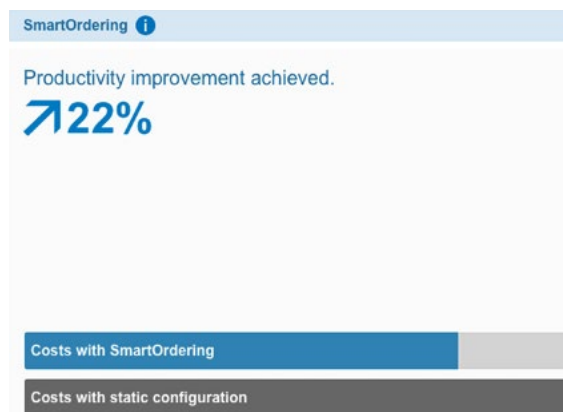 SmartOrdering i
Productivity improvement achieved.
22%
Costs with SmartOrdering
Costs with static configuration